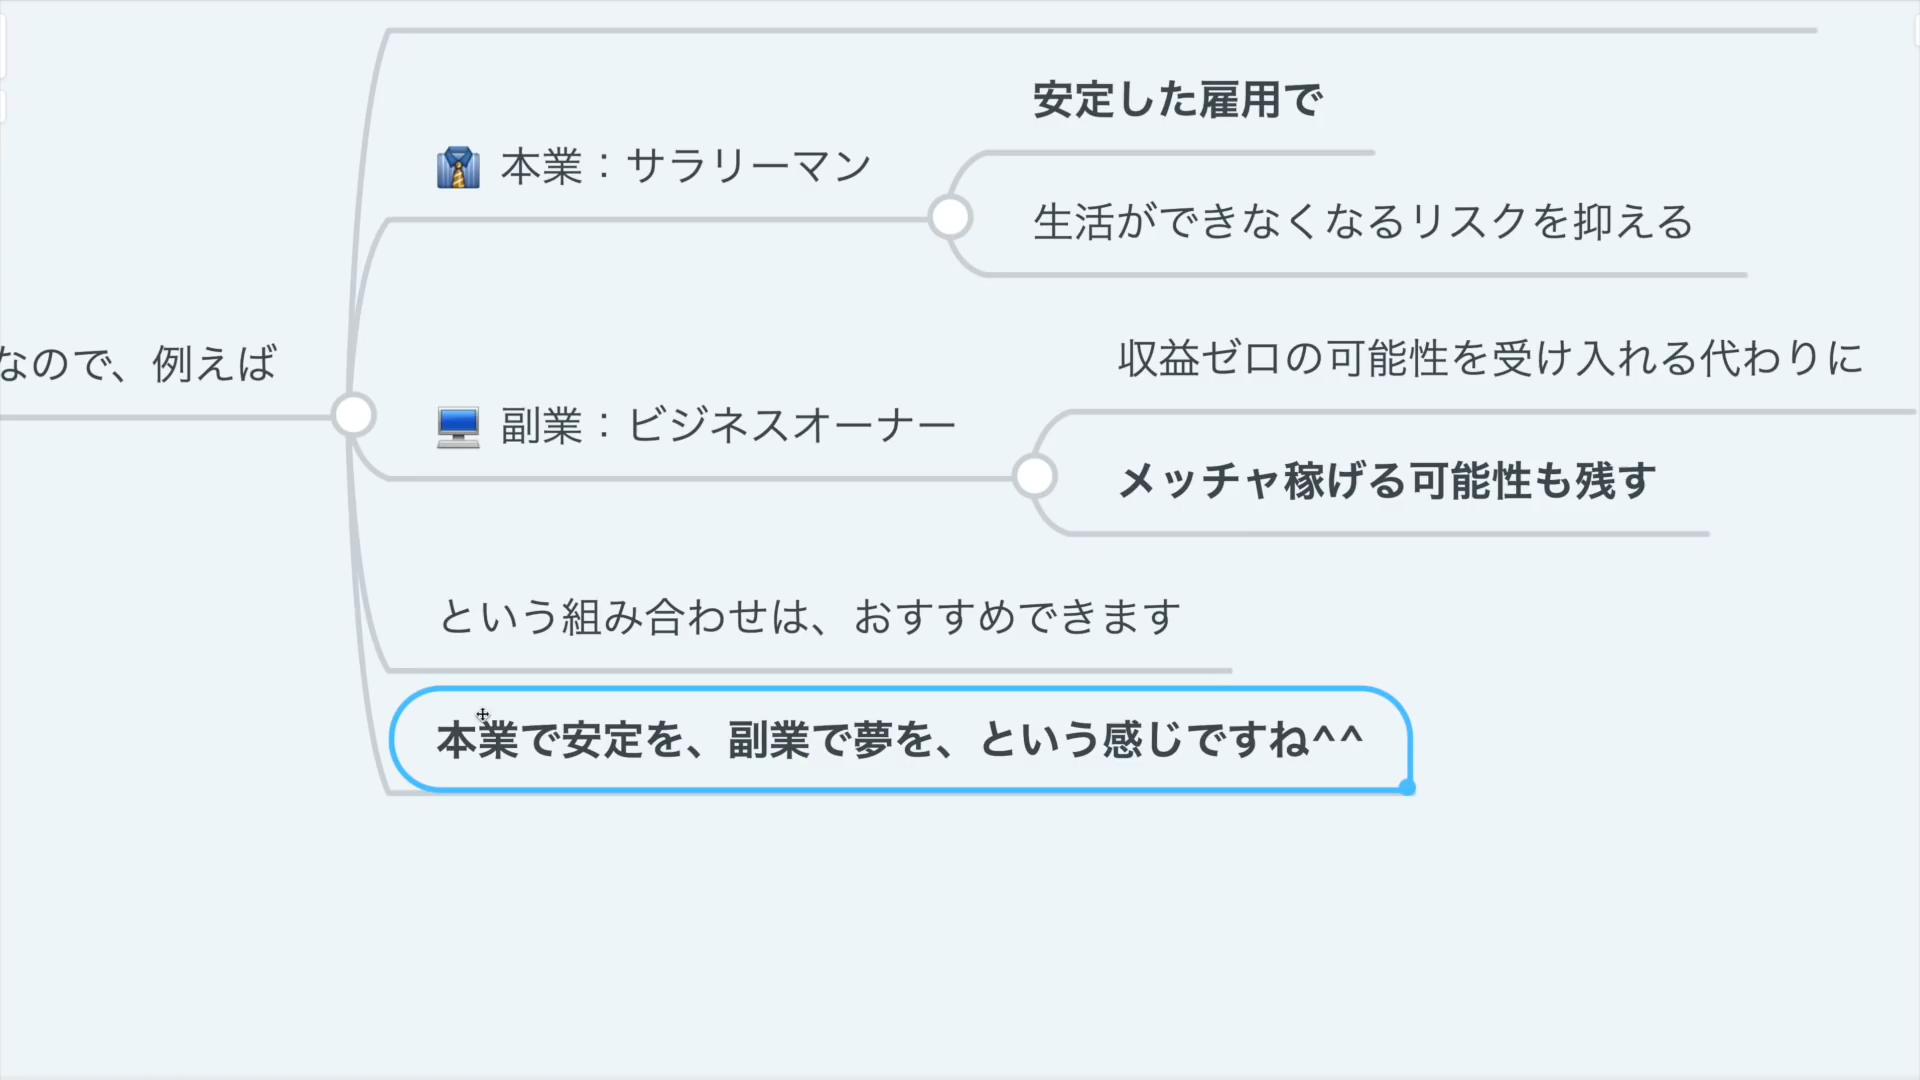 なので、例えば
本業：サラリーマン
安定した雇用で
生活ができなくなるリスクを抑える
副業：ビジネスオーナー
収益ゼロの可能性を受け入れる代わりに
メッチャ稼げる可能性も残す
という組み合わせは、おすすめできます
本業で安定を、副業で夢を、という感じですね^^